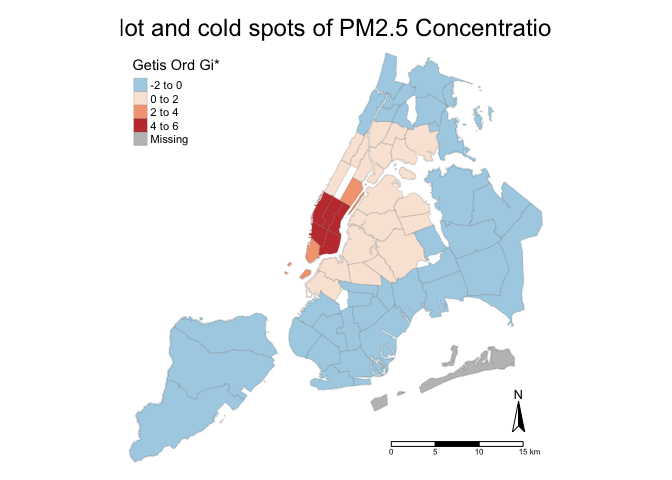 lot and cold spots of PM2.5 Concentratio
Getis Ord Gi*
-2 to 0
0 to 2
2 to 4
4 to 6
Missing
N
0 5 10 15 km